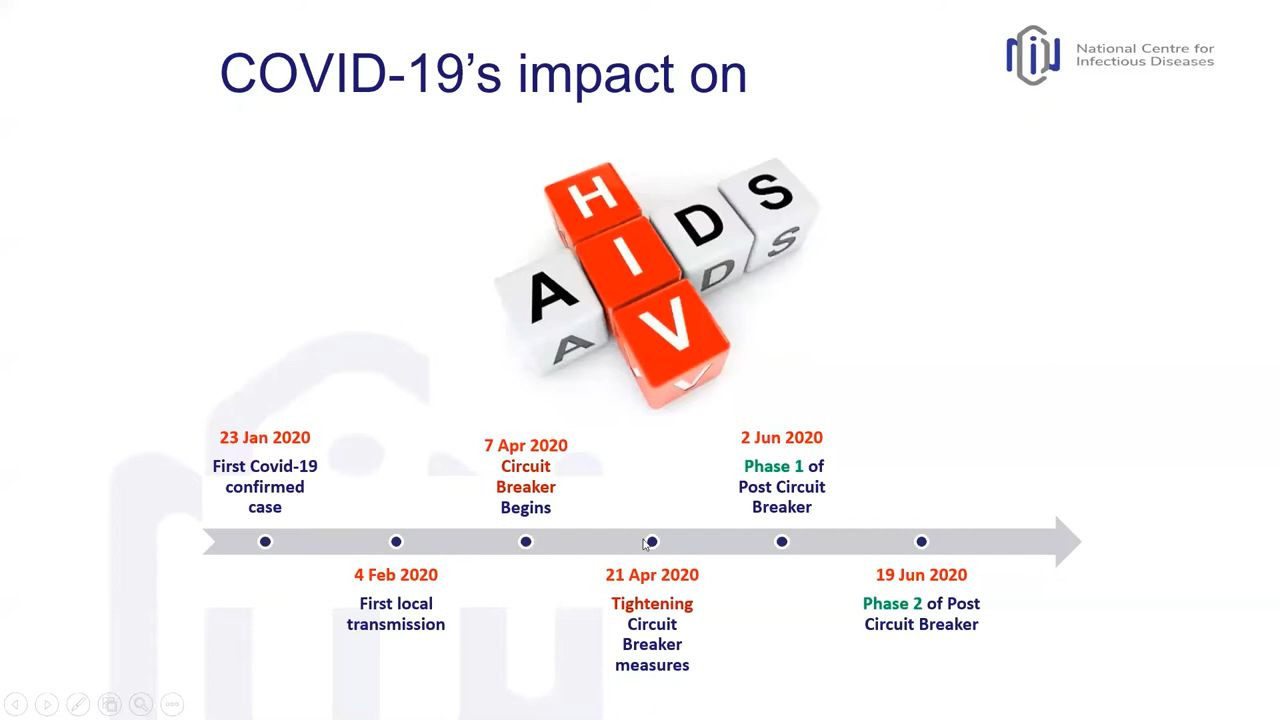 COVID-19's impact on
National Centre for
Infectious Diseases
H
I
V
A
D
S
A
D
S
V
23 Jan 2020
First Covid-19
confirmed
case
4 Feb 2020
First local
transmission
7 Apr 2020
Circuit
Breaker
Begins
21 Apr 2020
Tightening
Circuit
Breaker
measures
2 Jun 2020
Phase 1 of
Post Circuit
Breaker
19 Jun 2020
Phase 2 of Post
Circuit Breaker